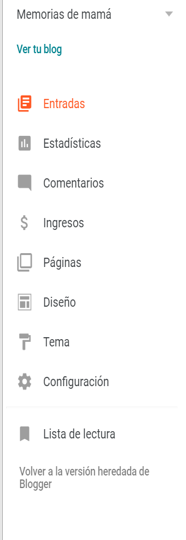 Memorias de mamá
Ver tu blog
Entradas
Estadísticas
Comentarios
Ingresos
Páginas
Diseño
Tema
Configuración
Lista de lectura
Volver a la versión heredada de
Blogger